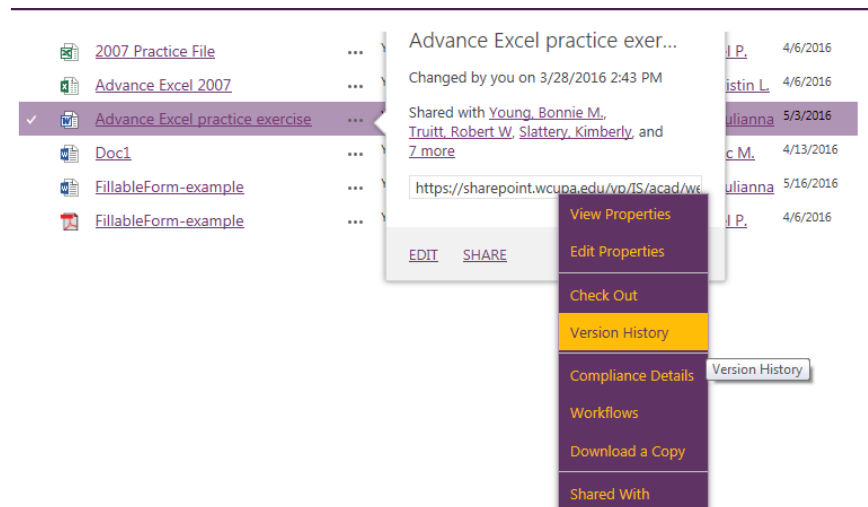 2007 Practice File ... l P. 4/6/2016
Advance Excel 2007 ... istin L. 4/6/2016
Advance Excel practice exercise ... ulianna 5/3/2016
Doc1 ... c M. 4/13/2016
FillableForm-example ... ulianna 5/16/2016
FillableForm-example ... l P. 4/6/2016
Advance Excel practice exer...
Changed by you on 3/28/2016 2:43 PM
Shared with Young, Bonnie M.,
Truitt, Robert W, Slattery, Kimberly, and
7 more
https://sharepoint.wcupa.edu/vp/IS/acad/we
EDIT SHARE
View Properties
Edit Properties
Check Out
Version History
Version History
Compliance Details
Workflows
Download a Copy
Shared With